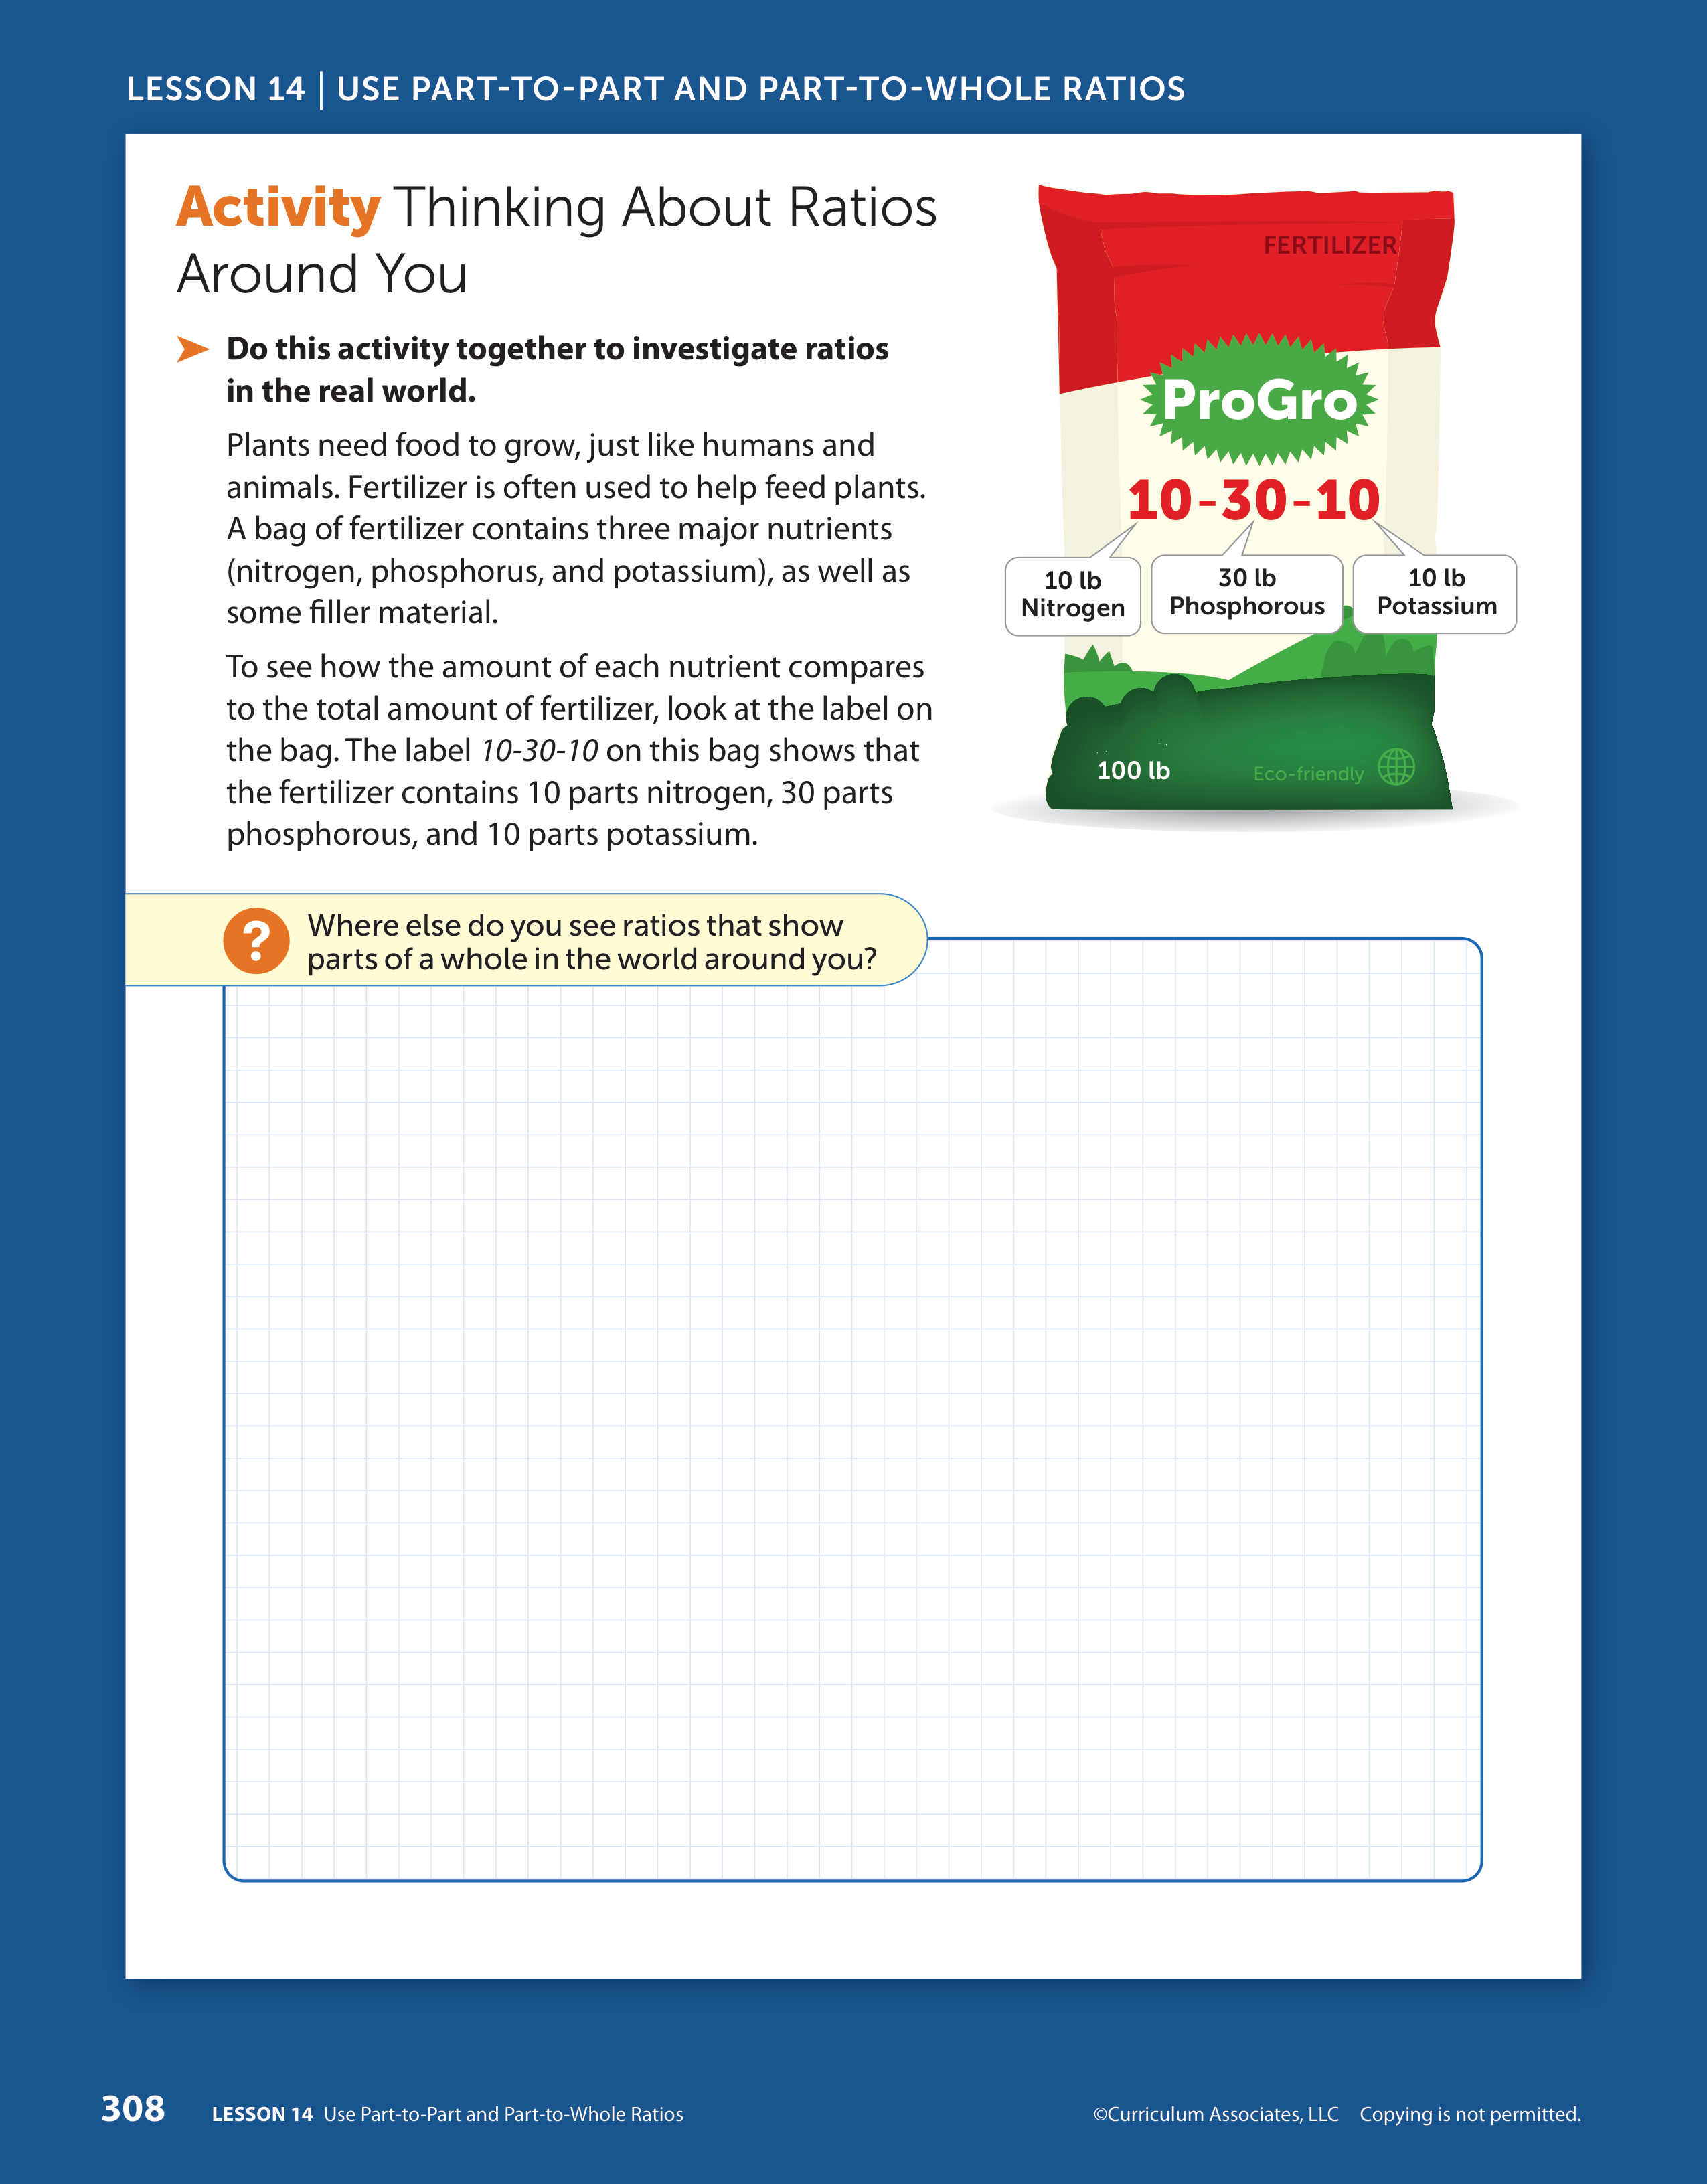 LESSON 14 | USE PART-TO-PART AND PART-TO-WHOLE RATIOS
Activity Thinking About Ratios
Around You
Do this activity together to investigate ratios
in the real world.
Plants need food to grow, just like humans and
animals. Fertilizer is often used to help feed plants.
A bag of fertilizer contains three major nutrients
(nitrogen, phosphorus, and potassium), as well as
some filler material.
To see how the amount of each nutrient compares
to the total amount of fertilizer, look at the label on
the bag. The label 10-30-10 on this bag shows that
the fertilizer contains 10 parts nitrogen, 30 parts
phosphorous, and 10 parts potassium.
FERTILIZER
ProGro
10-30-10
10 lb
Nitrogen
30 lb
Phosphorous
10 lb
Potassium
100 lb
Eco-friendly
? Where else do you see ratios that show
parts of a whole in the world around you?
308 LESSON 14 Use Part-to-Part and Part-to-Whole Ratios
©Curriculum Associates, LLC Copying is not permitted.